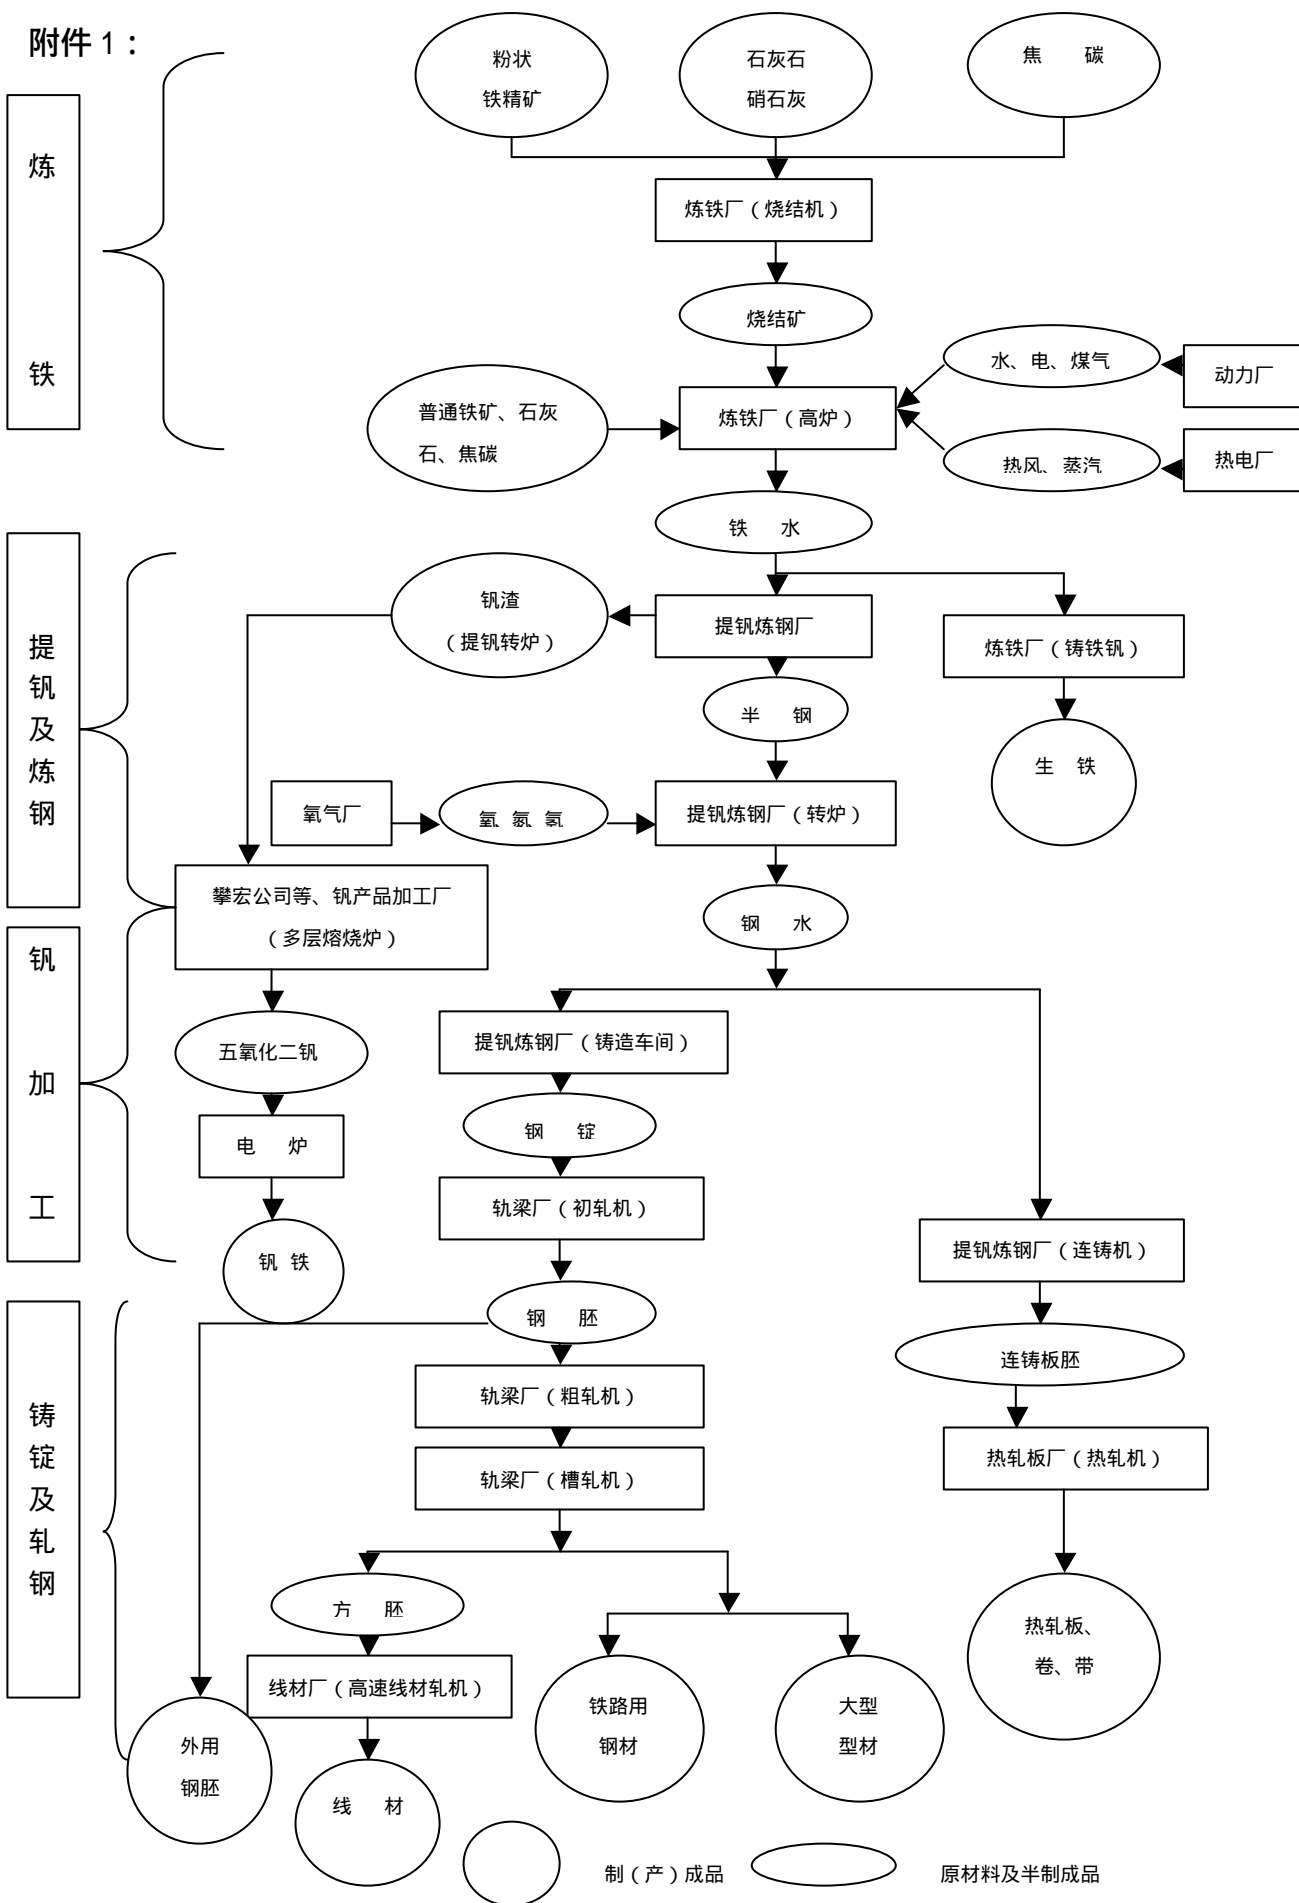 附件 1：
粉状
铁精矿
石灰石
硝石灰
焦 碳
炼
铁
炼铁厂（烧结机）
烧结矿
水、电、煤气
动力厂
普通铁矿、石灰
石、焦碳
炼铁厂（高炉）
热风、蒸汽
热电厂
铁 水
提
钒
及
炼
钢
钒渣
（提钒转炉）
提钒炼钢厂
炼铁厂（铸铁钒）
半 钢
生 铁
氧气厂
氧 氮 氢
提钒炼钢厂（转炉）
攀宏公司等、钒产品加工厂
（多层熔烧炉）
钢 水
钒
加
工
五氧化二钒
提钒炼钢厂（铸造车间）
电 炉
钢 锭
轨梁厂（初轧机）
提钒炼钢厂（连铸机）
钒 铁
钢 胚
连铸板胚
铸
锭
及
轧
钢
轨梁厂（粗轧机）
热轧板厂（热轧机）
轨梁厂（槽轧机）
方 胚
热轧板、
卷、带
线材厂（高速线材轧机）
铁路用
钢材
大型
型材
外用
钢胚
线 材
制（产）成品
原材料及半制成品